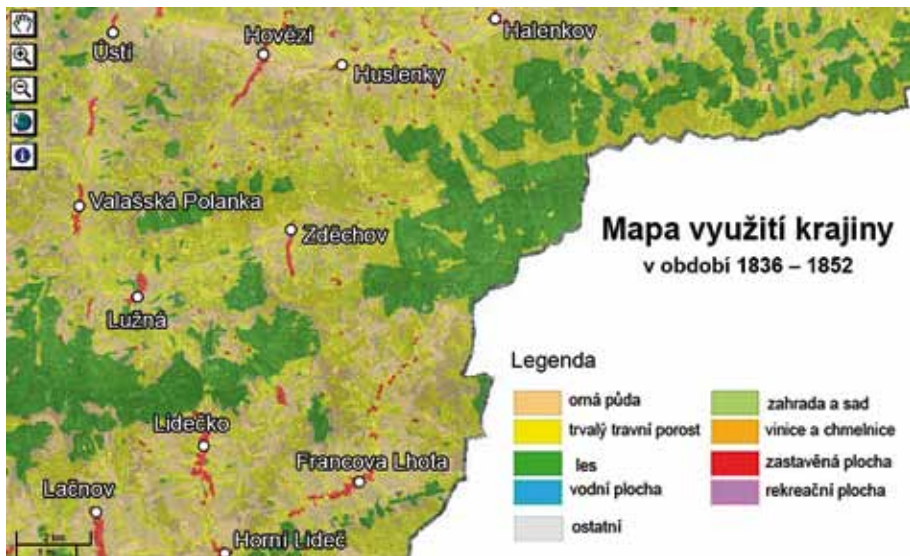 Ústí
Hovězí
Halenkov
Huslenky
Valašská Polanka
Zděchov
Lužná
Lidečko
Francova Lhota
Lačnov
Horní Lideč
2 km
Mapa využití krajiny
v období 1836 – 1852
Legenda
orná půda
trvalý travní porost
les
vodní plocha
ostatní
zahrada a sad
vinice a chmelnice
zastavěná plocha
rekreační plocha